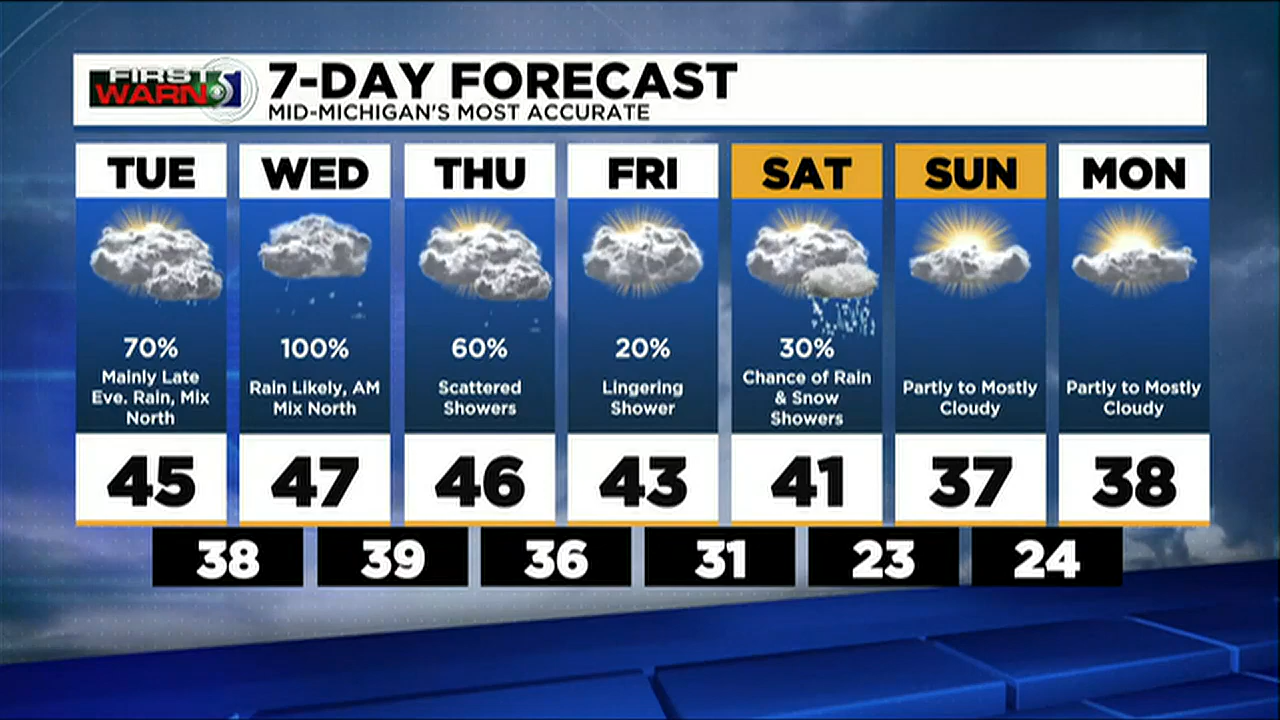 FIRST
WARN 5
7-DAY FORECAST
MID-MICHIGAN'S MOST ACCURATE
TUE
70%
Mainly Late
Eve. Rain, Mix
North
45
WED
100%
Rain Likely, AM
Mix North
47
THU
60%
Scattered
Showers
46
FRI
20%
Lingering
Shower
43
SAT
30%
Chance of Rain
& Snow
Showers
41
SUN
Partly to Mostly
Cloudy
37
MON
Partly to Mostly
Cloudy
38
38
39
36
31
23
24